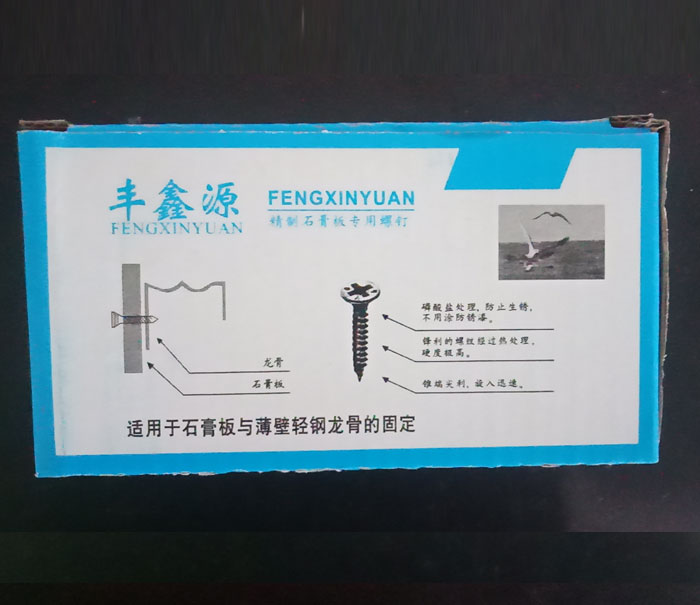 丰鑫源
FENGXINYUAN
FENGXINYUAN
精制石膏板专用螺钉
磷酸盐处理，防止生锈，
不用涂防锈漆。
锋利的螺纹经过热处理，
硬度极高。
龙骨
石膏板
锥端尖利，旋入迅速。
适用于石膏板与薄壁轻钢龙骨的固定